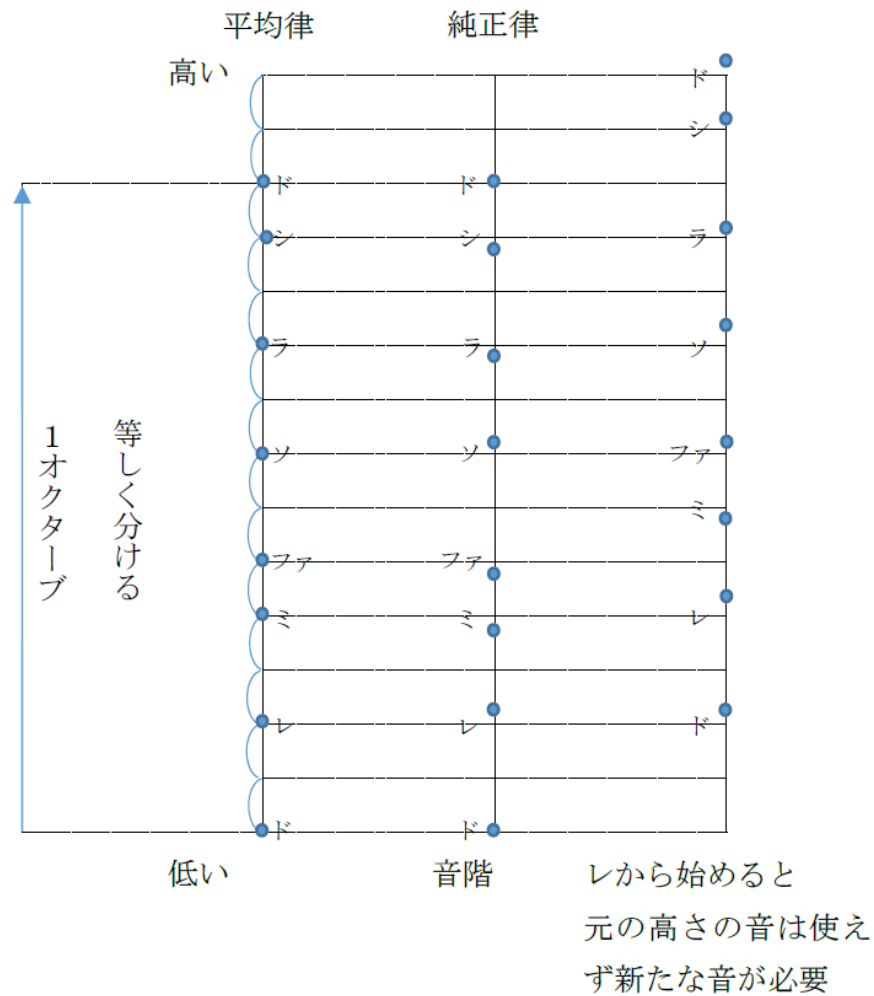 平均律
純正律
高い
ド
シ
ド
ド
シ
シ
ラ
ラ
ラ
ソ
ソ
ソ
ファ
ミ
ファ
ファ
ミ
ミ
レ
レ
レ
ド
ド
ド
1オクターブ
等しく分ける
低い
音階
レから始めると
元の高さの音は使え
ず新たな音が必要